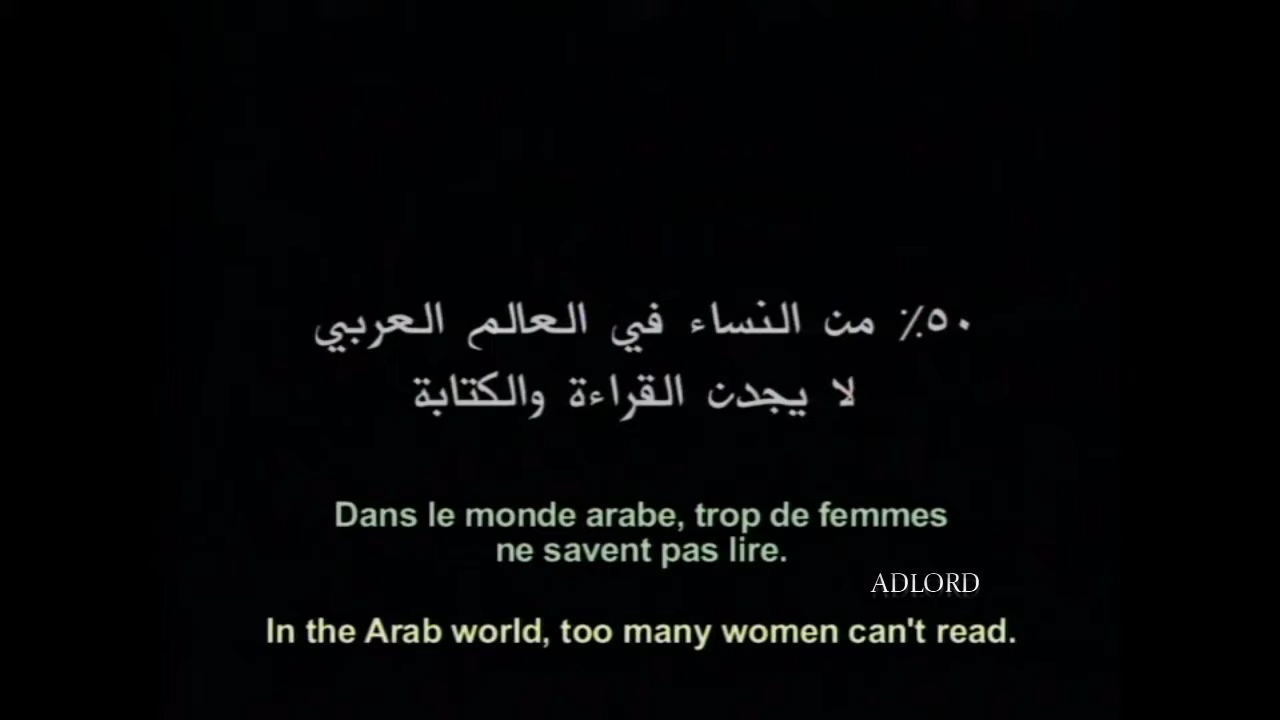 ٥٠٪ من النساء في العالم العربي
لا يجدن القراءة والكتابة
Dans le monde arabe, trop de femmes
ne savent pas lire.
ADLORD
In the Arab world, too many women can't read.